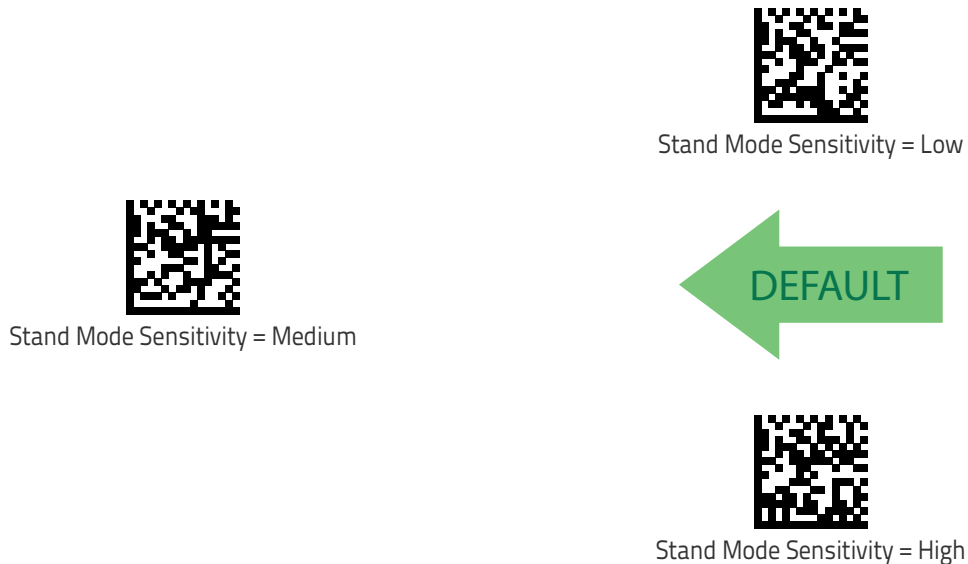 Stand Mode Sensitivity = Low
DEFAULT
Stand Mode Sensitivity = Medium
Stand Mode Sensitivity = High